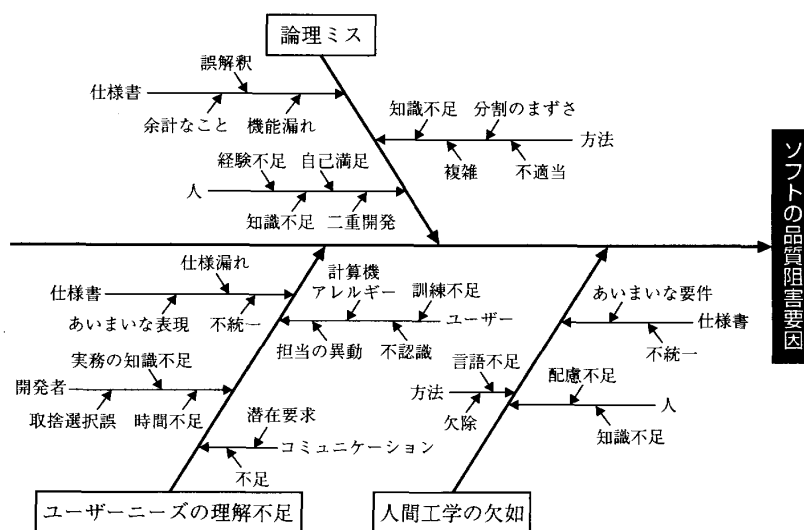 論理ミス
誤解釈
仕様書
余計なこと
機能漏れ
知識不足
分割のまずさ
方法
複雑
不適当
経験不足
自己満足
人
知識不足
二重開発
ソフトの品質阻害要因
仕様漏れ
仕様書
あいまいな表現
不統一
計算機
アレルギー
訓練不足
ユーザー
担当の異動
不認識
あいまいな要件
仕様書
不統一
実務の知識不足
開発者
取捨選択誤
時間不足
言語不足
方法
欠除
配慮不足
人
知識不足
潜在要求
コミュニケーション
不足
ユーザーニーズの理解不足
人間工学の欠如